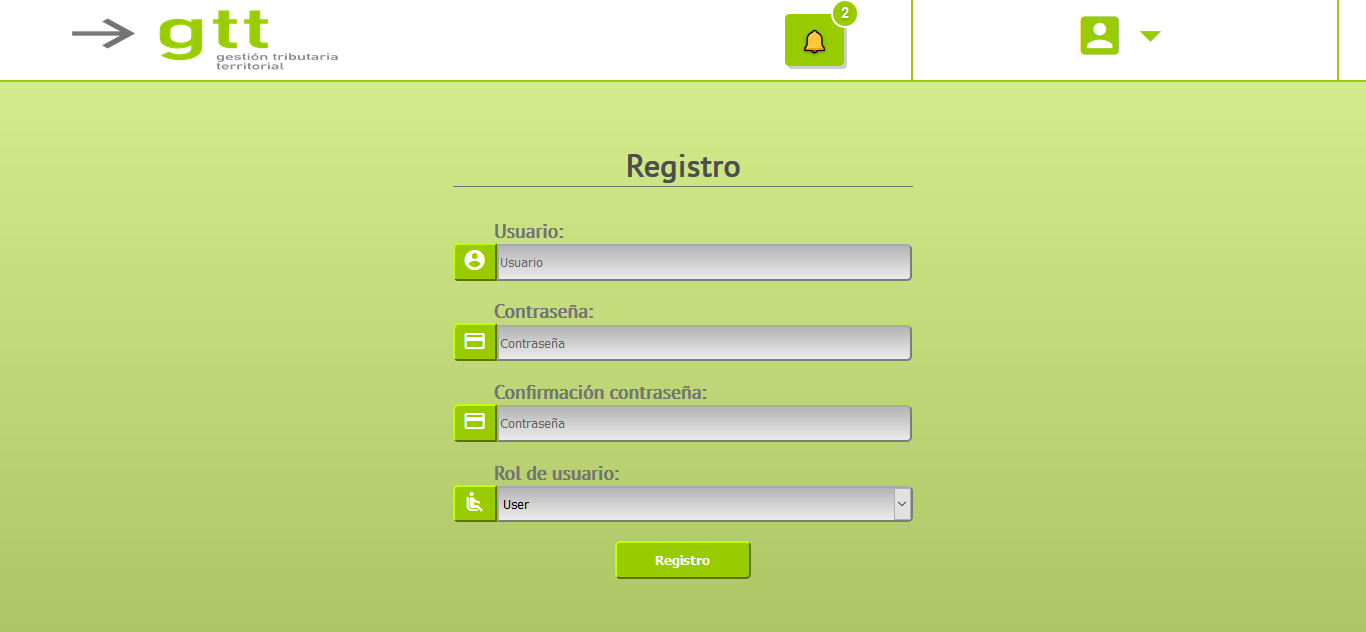 2
gtt
gestión tributaria
territorial
Registro
Usuario:
Usuario
Contraseña:
Contraseña
Confirmación contraseña:
Contraseña
Rol de usuario:
User
Registro